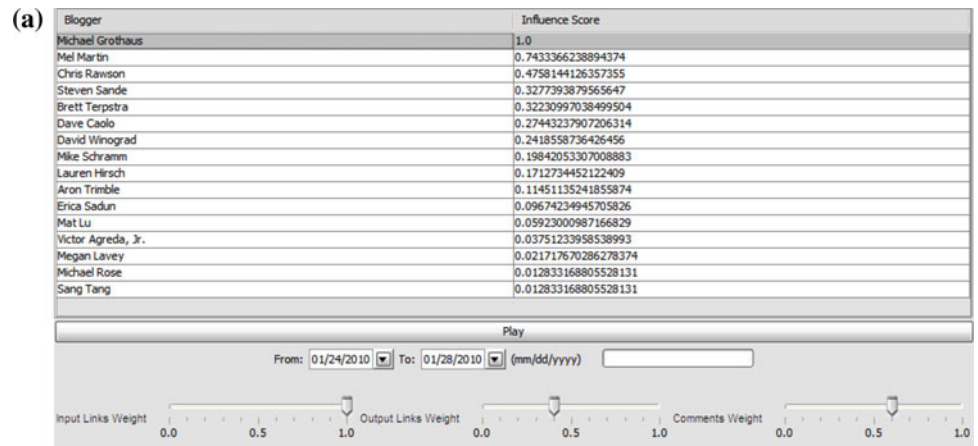 (a)
Blogger Influence Score
Michael Grothaus 1.0
Mel Martin 0.7433366238894374
Chris Rawson 0.4758144126357355
Steven Sande 0.3277393879565647
Brett Terpstra 0.32230997038499504
Dave Caolo 0.27443237907206314
David Winograd 0.2418558736426456
Mike Schramm 0.19842053307008883
Lauren Hirsch 0.1712734452122409
Aron Trimble 0.11451135241855874
Erica Sadun 0.09674234945705826
Mat Lu 0.05923000987166829
Victor Agreda, Jr. 0.03751233958538993
Megan Lavey 0.021717670286278374
Michael Rose 0.012833168805528131
Sang Tang 0.012833168805528131
Play
From: 01/24/2010 To: 01/28/2010 (mm/dd/yyyy)
Input Links Weight Output Links Weight Comments Weight
0.0 0.5 1.0 0.0 0.5 1.0 0.0 0.5 1.0